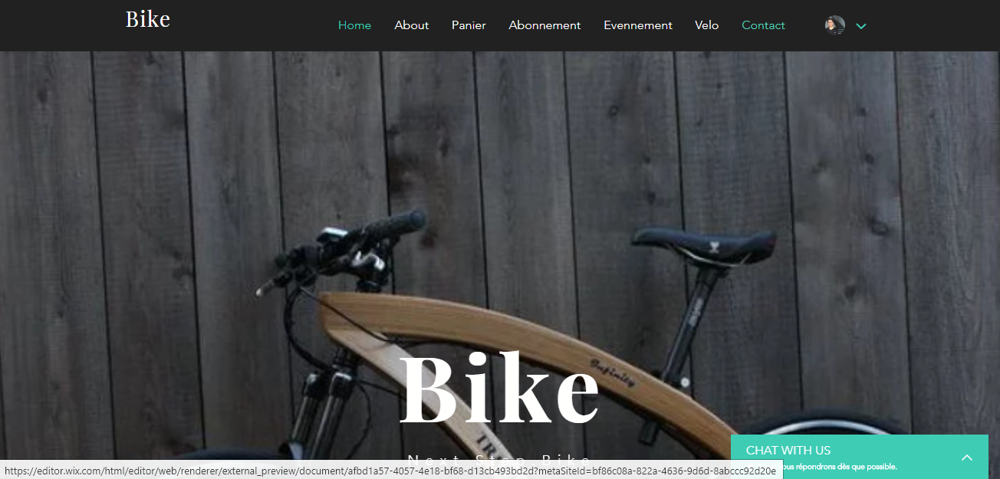 Bike
Home About Panier Abonnement Evennement Velo Contact
Infinity
Bike
Next Stop Bike
CHAT WITH US
ous répondrons dès que possible.
https://editor.wix.com/html/editor/web/renderer/external_preview/document/afbd1a57-4057-4e18-bf68-d13cb493bd2d?metaSiteId=bf86c08a-822a-4636-9d6d-8abccc92d20e